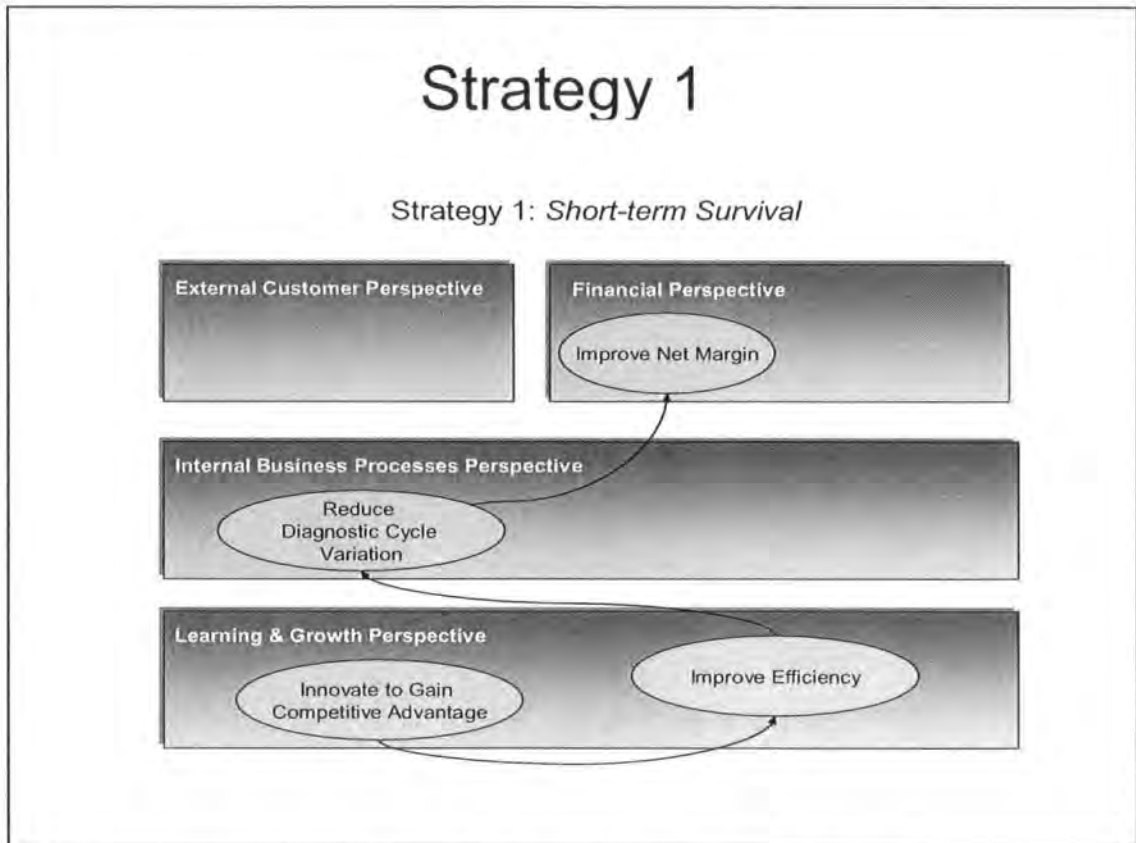 Strategy 1
Strategy 1: Short-term Survival
External Customer Perspective
Financial Perspective
Improve Net Margin
Internal Business Processes Perspective
Reduce
Diagnostic Cycle
Variation
Learning & Growth Perspective
Innovate to Gain
Competitive Advantage
Improve Efficiency